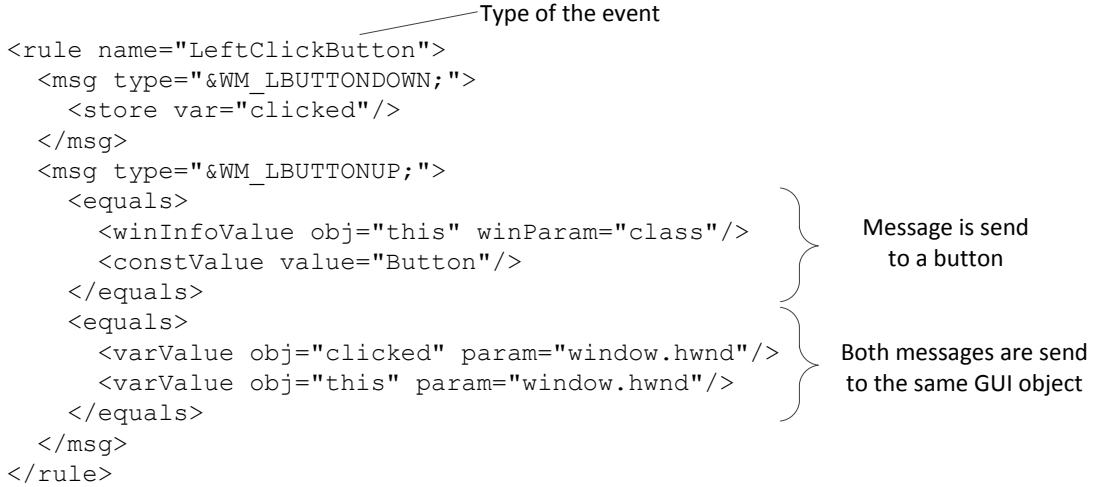 Type of the event
<rule name="LeftClickButton">
<msg type="&WM_LBUTTONDOWN;">
<store var="clicked"/>
</msg>
<msg type="&WM_LBUTTONUP;">
<equals>
<winInfoValue obj="this" winParam="class"/>
<constValue value="Button"/>
</equals>
Message is send
to a button
<equals>
<varValue obj="clicked" param="window.hwnd"/>
<varValue obj="this" param="window.hwnd"/>
</equals>
Both messages are send
to the same GUI object
</msg>
</rule>